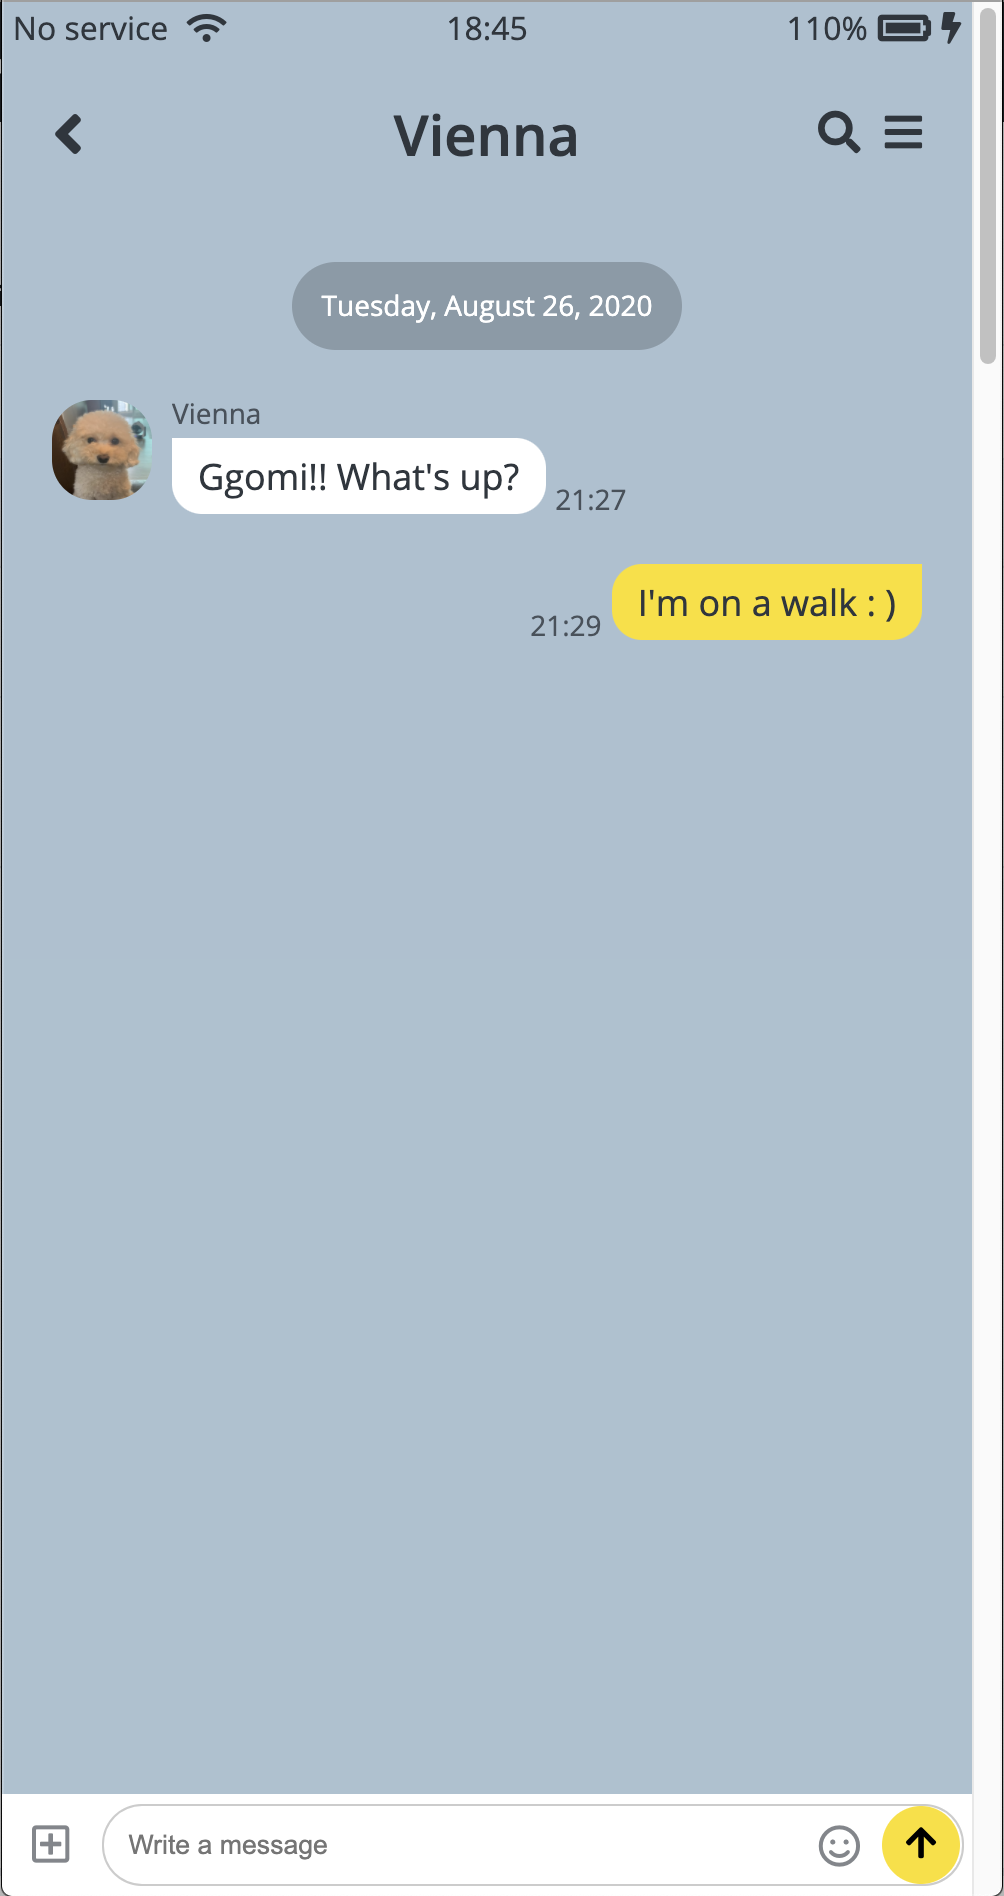 No service 18:45 110%
Vienna
Tuesday, August 26, 2020
Vienna
Ggomi!! What's up?
21:27
21:29
I'm on a walk : )
Write a message